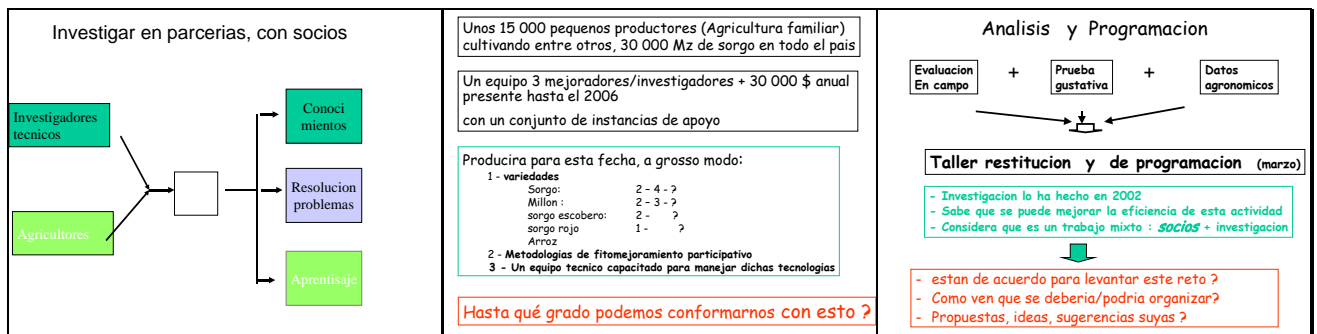 Investigar en parcerias, con socios
Investigadores
tecnicos
Agricultores
Conoci
mientos
Resolucion
problemas
Aprentisaje
Unos 15 000 pequenos productores (Agricultura familiar)
cultivando entre otros, 30 000 Mz de sorgo en todo el pais
Un equipo 3 mejoradores/investigadores + 30 000 $ anual
presente hasta el 2006
con un conjunto de instancias de apoyo
Producira para esta fecha, a grosso modo:
1 - variedades
Sorgo: 2 – 4 - ?
Millon : 2 – 3 - ?
sorgo escobero: 2 - ?
sorgo rojo 1 - ?
Arroz
2 - Metodologias de fitomejoramiento participativo
3 - Un equipo tecnico capacitado para manejar dichas tecnologias
Hasta qué grado podemos conformarnos con esto ?
Analisis y Programacion
Evaluacion
En campo
+
Prueba
gustativa
+
Datos
agronomicos
Taller restitucion y de programacion (marzo)
- Investigacion lo ha hecho en 2002
- Sabe que se puede mejorar la eficiencia de esta actividad
- Considera que es un trabajo mixto : socios + investigacion
- estan de acuerdo para levantar este reto ?
- Como ven que se deberia/podria organizar?
- Propuestas, ideas, sugerencias suyas ?